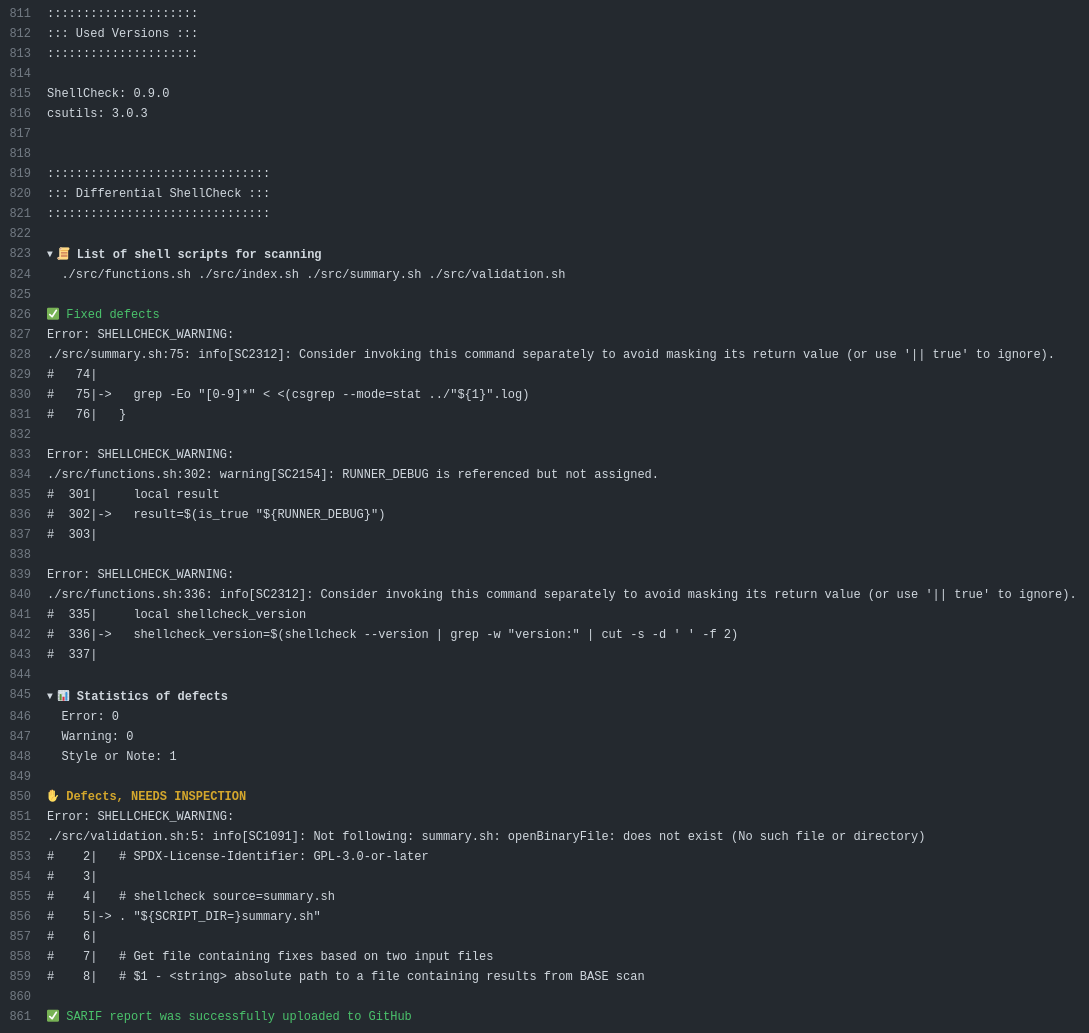 811 :::::::::::::::::::::
812 ::: Used Versions :::
813 :::::::::::::::::::::
814
815 ShellCheck: 0.9.0
816 csutils: 3.0.3
817
818
819 :::::::::::::::::::::::::::::::
820 ::: Differential ShellCheck :::
821 :::::::::::::::::::::::::::::::
822
823 ▼ 📜 List of shell scripts for scanning
824   ./src/functions.sh ./src/index.sh ./src/summary.sh ./src/validation.sh
825
826 ✅ Fixed defects
827 Error: SHELLCHECK_WARNING:
828 ./src/summary.sh:75: info[SC2312]: Consider invoking this command separately to avoid masking its return value (or use '|| true' to ignore).
829 #   74|
830 #   75|->   grep -Eo "[0-9]*" < <(csgrep --mode=stat ../"${1}".log)
831 #   76|   }
832
833 Error: SHELLCHECK_WARNING:
834 ./src/functions.sh:302: warning[SC2154]: RUNNER_DEBUG is referenced but not assigned.
835 #  301|     local result
836 #  302|->   result=$(is_true "${RUNNER_DEBUG}")
837 #  303|
838
839 Error: SHELLCHECK_WARNING:
840 ./src/functions.sh:336: info[SC2312]: Consider invoking this command separately to avoid masking its return value (or use '|| true' to ignore).
841 #  335|     local shellcheck_version
842 #  336|->   shellcheck_version=$(shellcheck --version | grep -w "version:" | cut -s -d ' ' -f 2)
843 #  337|
844
845 ▼ 📊 Statistics of defects
846   Error: 0
847   Warning: 0
848   Style or Note: 1
849
850 ✋ Defects, NEEDS INSPECTION
851 Error: SHELLCHECK_WARNING:
852 ./src/validation.sh:5: info[SC1091]: Not following: summary.sh: openBinaryFile: does not exist (No such file or directory)
853 #    2|   # SPDX-License-Identifier: GPL-3.0-or-later
854 #    3|
855 #    4|   # shellcheck source=summary.sh
856 #    5|-> . "${SCRIPT_DIR=}summary.sh"
857 #    6|
858 #    7|   # Get file containing fixes based on two input files
859 #    8|   # $1 - <string> absolute path to a file containing results from BASE scan
860
861 ✅ SARIF report was successfully uploaded to GitHub